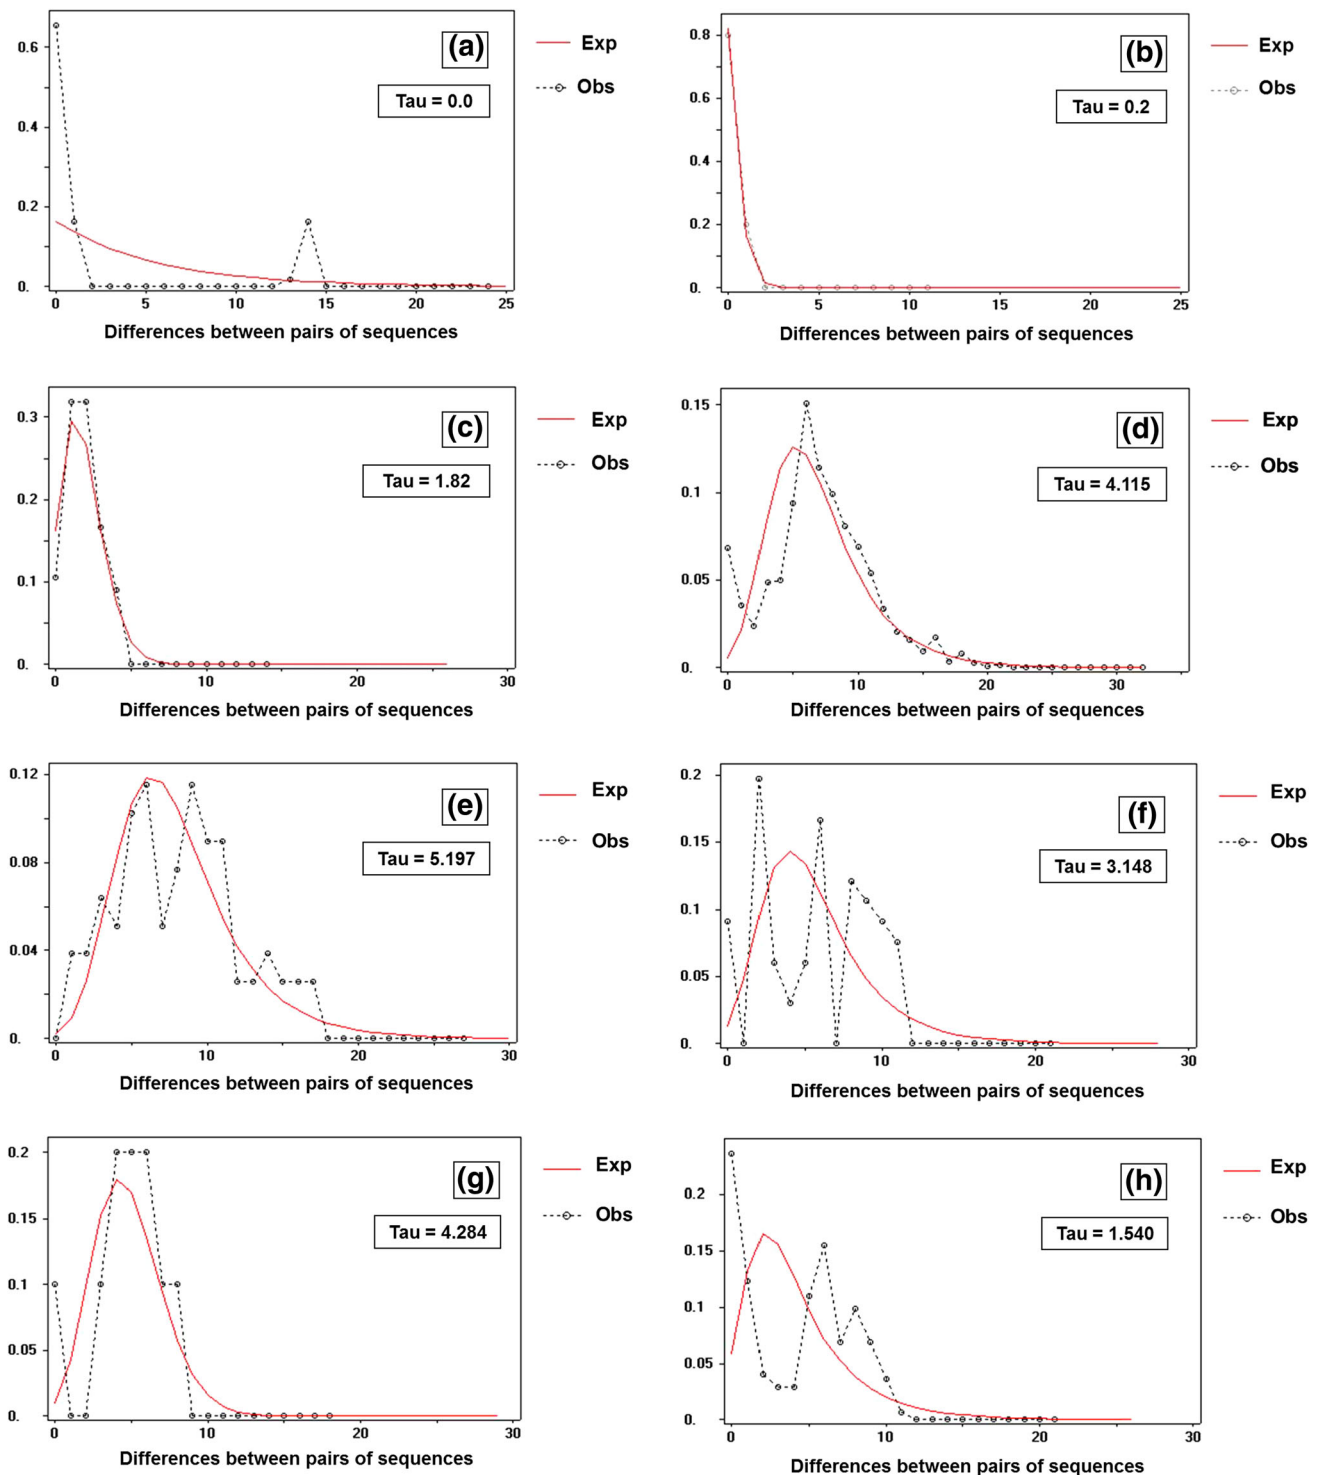 (a)
Exp
Obs
Tau = 0.0
0.6
0.4
0.2
0.
0 5 10 15 20 25
Differences between pairs of sequences
(b)
Exp
Obs
Tau = 0.2
0.8
0.6
0.4
0.2
0.
0 5 10 15 20 25
Differences between pairs of sequences
(c)
Exp
Obs
Tau = 1.82
0.3
0.2
0.1
0.
0 10 20 30
Differences between pairs of sequences
(d)
Exp
Obs
Tau = 4.115
0.15
0.1
0.05
0.
0 10 20 30
Differences between pairs of sequences
(e)
Exp
Obs
Tau = 5.197
0.12
0.08
0.04
0.
0 10 20 30
Differences between pairs of sequences
(f)
Exp
Obs
Tau = 3.148
0.2
0.15
0.1
0.05
0.
0 10 20 30
Differences between pairs of sequences
(g)
Exp
Obs
Tau = 4.284
0.2
0.15
0.1
0.05
0.
0 10 20 30
Differences between pairs of sequences
(h)
Exp
Obs
Tau = 1.540
0.2
0.15
0.1
0.05
0.
0 10 20 30
Differences between pairs of sequences